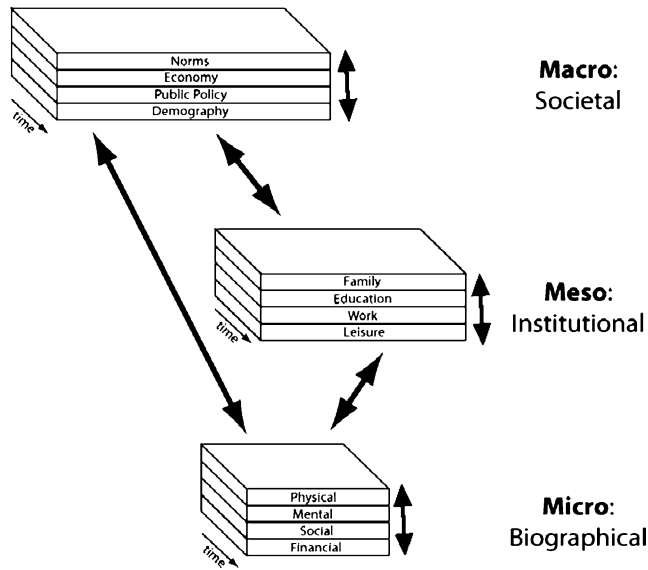 Norms
Economy
Public Policy
Demography
time
Macro:
Societal
Family
Education
Work
Leisure
time
Meso:
Institutional
Physical
Mental
Social
Financial
time
Micro:
Biographical